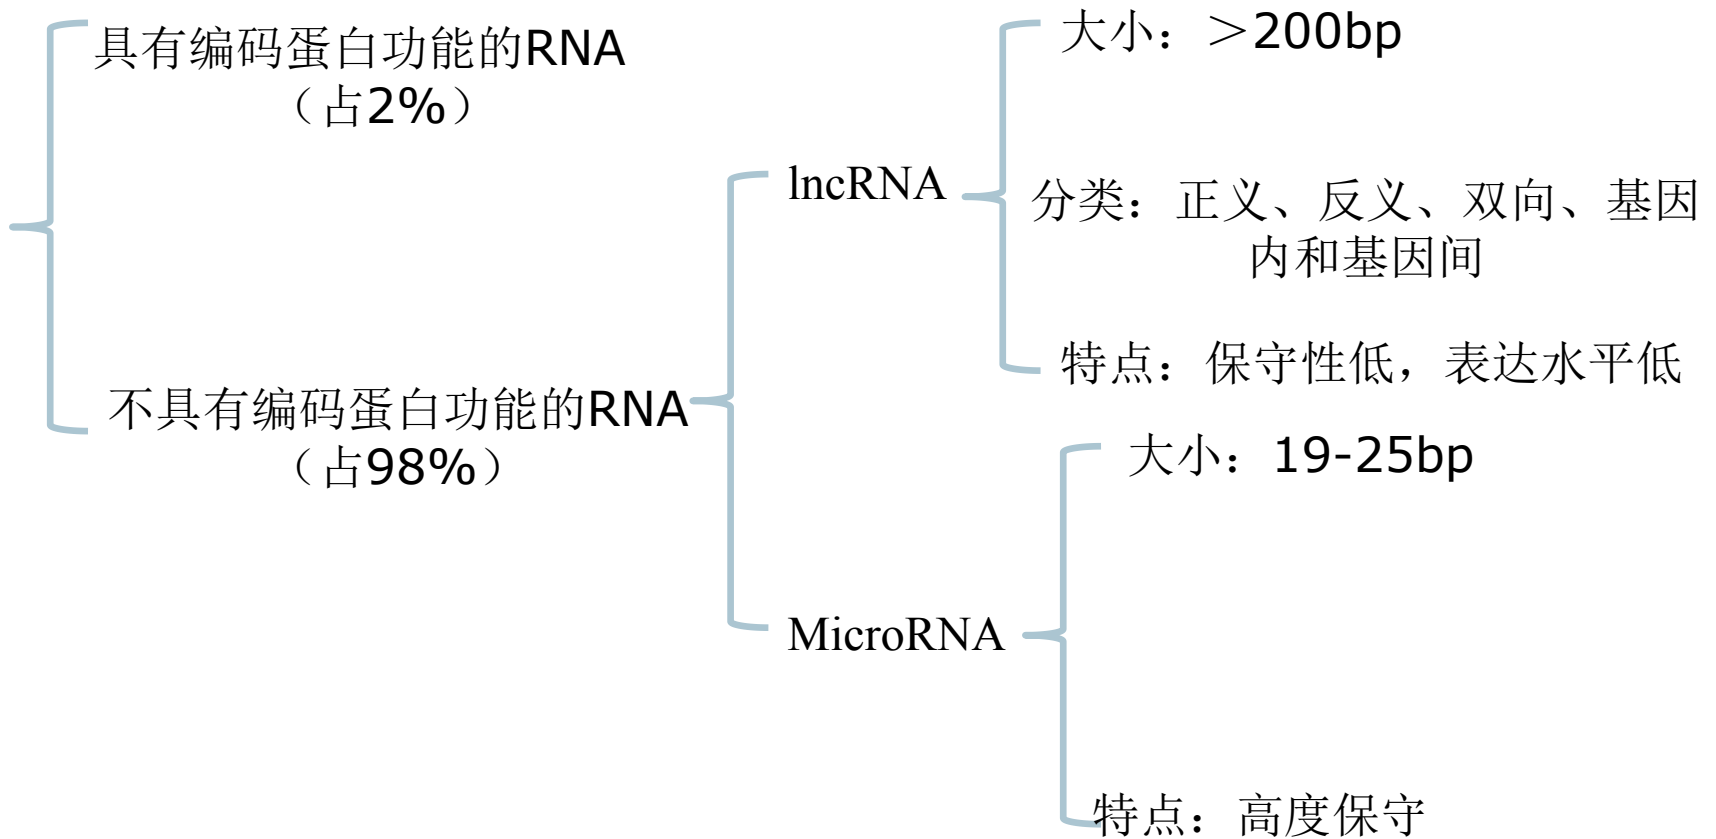 具有编码蛋白功能的RNA
（占2%）
不具有编码蛋白功能的RNA
（占98%）
lncRNA
大小：＞200bp
分类：正义、反义、双向、基因
内和基因间
特点：保守性低，表达水平低
MicroRNA
大小：19-25bp
特点：高度保守